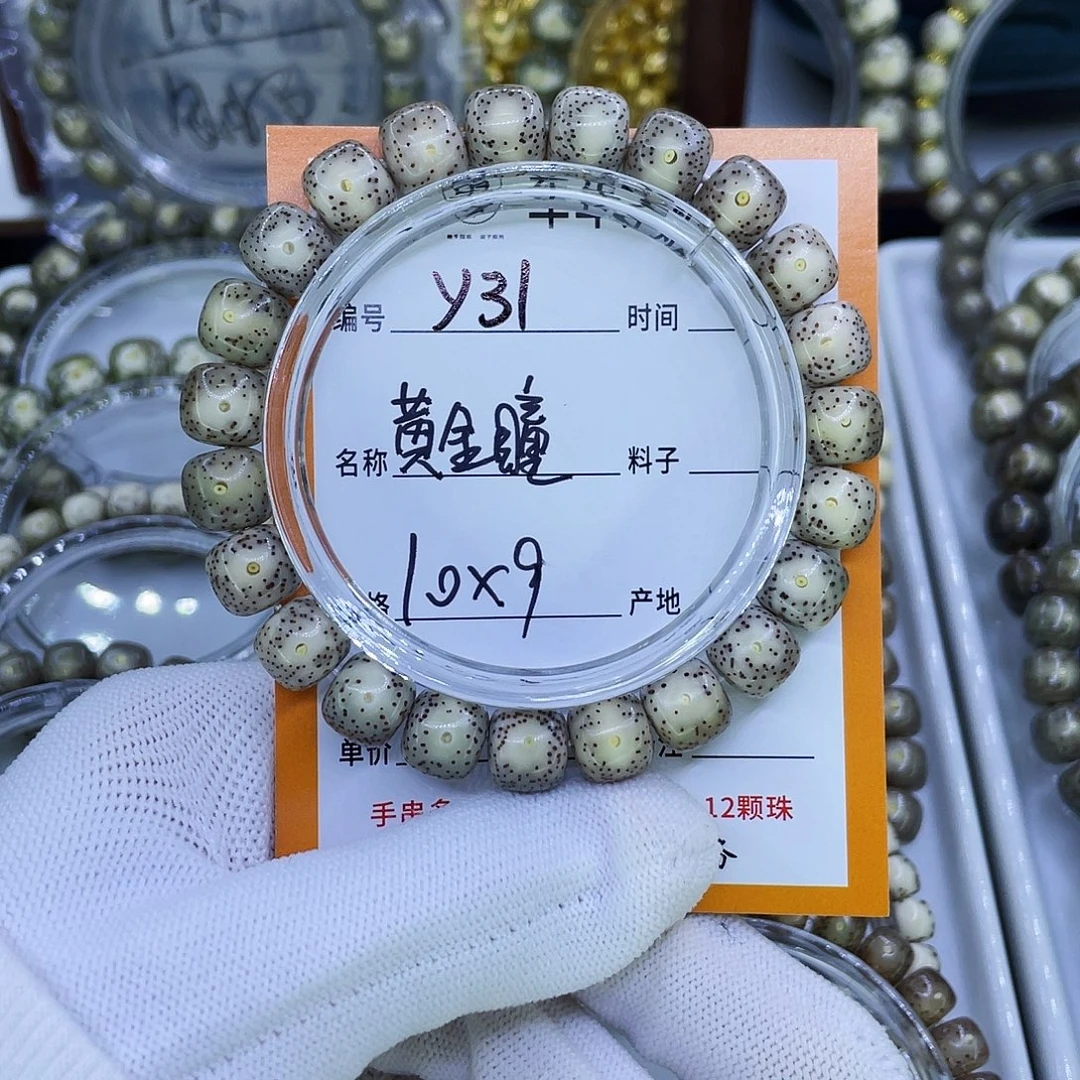 编号 Y31 时间
名称 黄金瞳 料子
格 10x9 产地
单价
手串 12颗珠